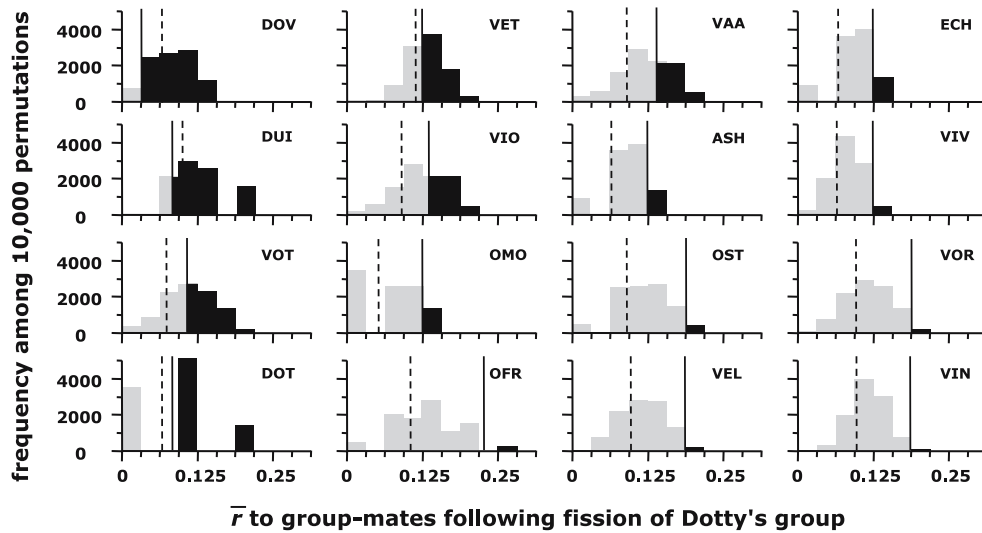 frequency among 10,000 permutations
4000 DOV VET VAA ECH
2000
0
4000 DUI VIO ASH VIV
2000
0
4000 VOT OMO OST VOR
2000
0
4000 DOT OFR VEL VIN
2000
0
0 0.125 0.25 0 0.125 0.25 0 0.125 0.25 0 0.125 0.25
r̅ to group-mates following fission of Dotty's group